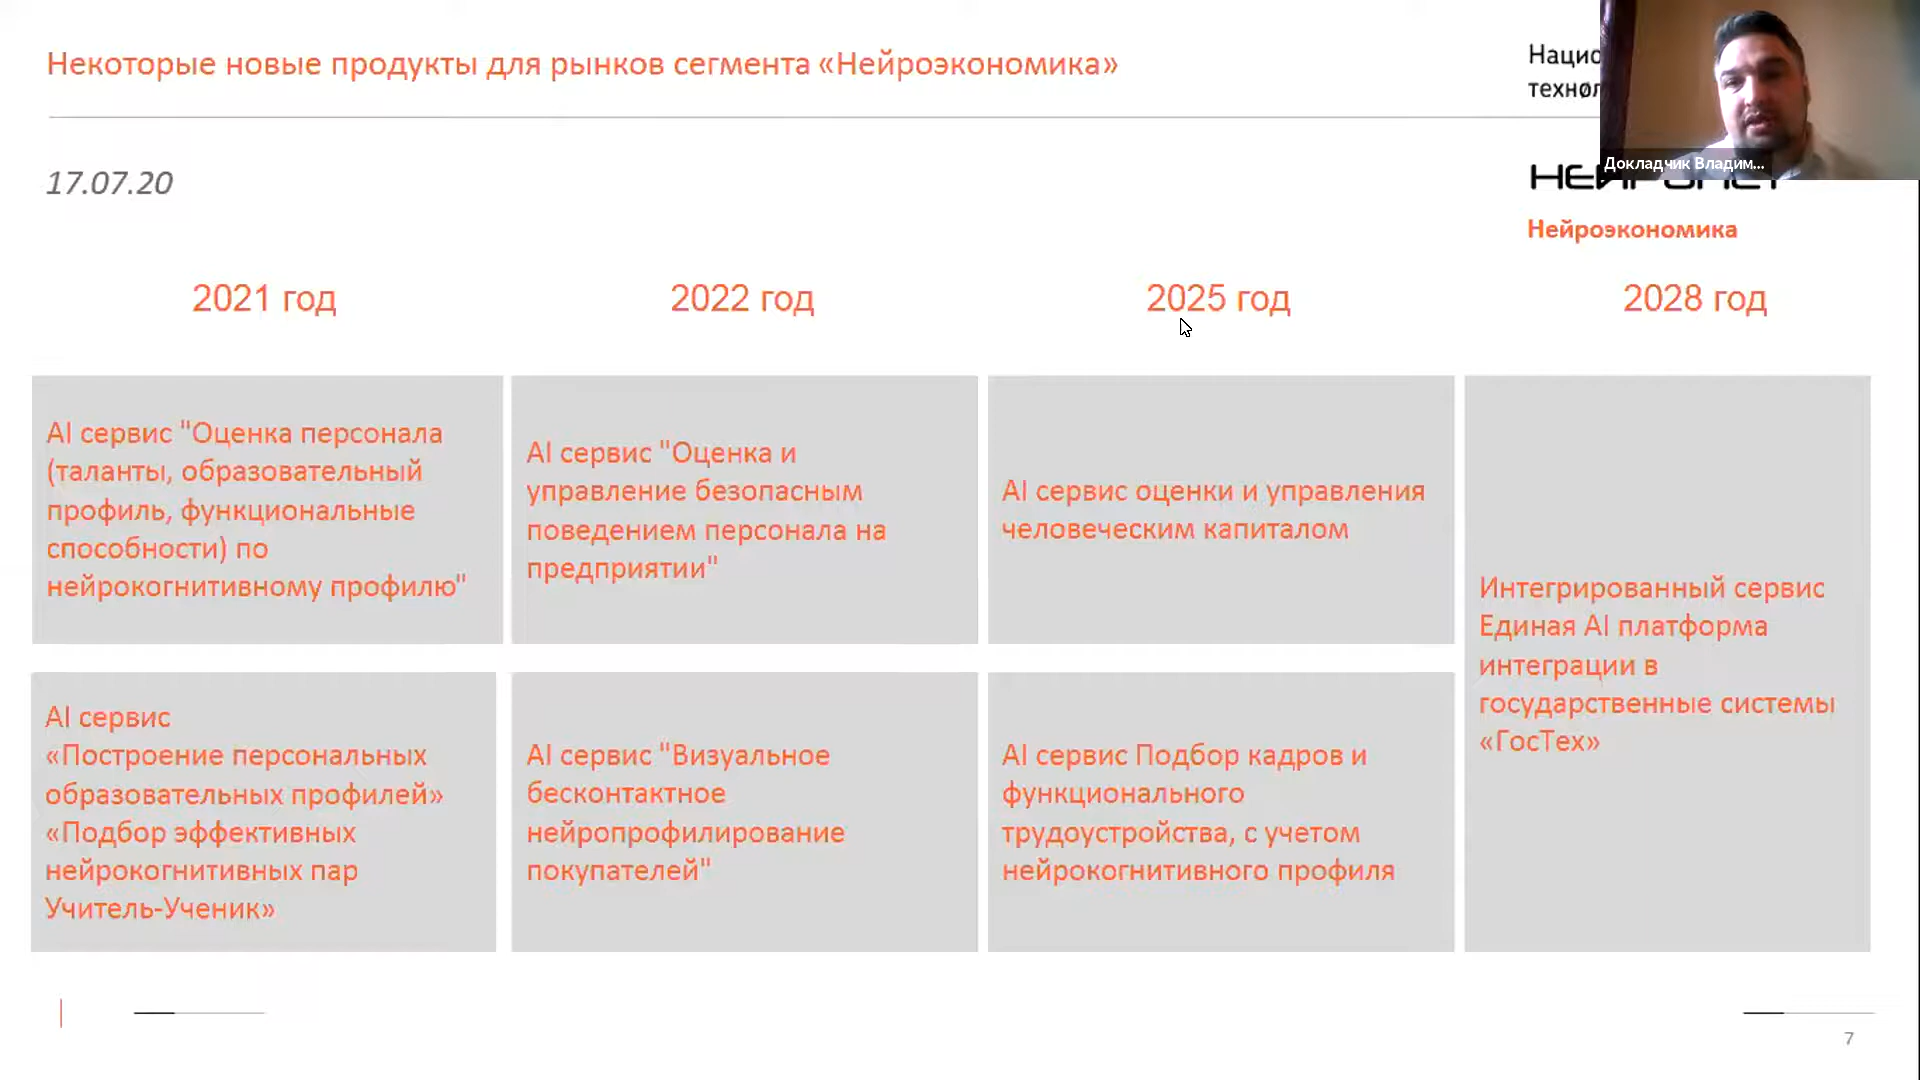 Некоторые новые продукты для рынков сегмента «Нейроэкономика»
Докладчик Владим...
17.07.20
Нейроэкономика
2021 год
2022 год
2025 год
2028 год
AI сервис "Оценка персонала
(таланты, образовательный
профиль, функциональные
способности) по
нейрокогнитивному профилю"
AI сервис "Оценка и
управление безопасным
поведением персонала на
предприятии"
AI сервис оценки и управления
человеческим капиталом
Интегрированный сервис
Единая AI платформа
интеграции в
государственные системы
«ГосТех»
AI сервис
«Построение персональных
образовательных профилей»
«Подбор эффективных
нейрокогнитивных пар
Учитель-Ученик»
AI сервис "Визуальное
бесконтактное
нейропрофилирование
покупателей"
AI сервис Подбор кадров и
функционального
трудоустройства, с учетом
нейрокогнитивного профиля
7